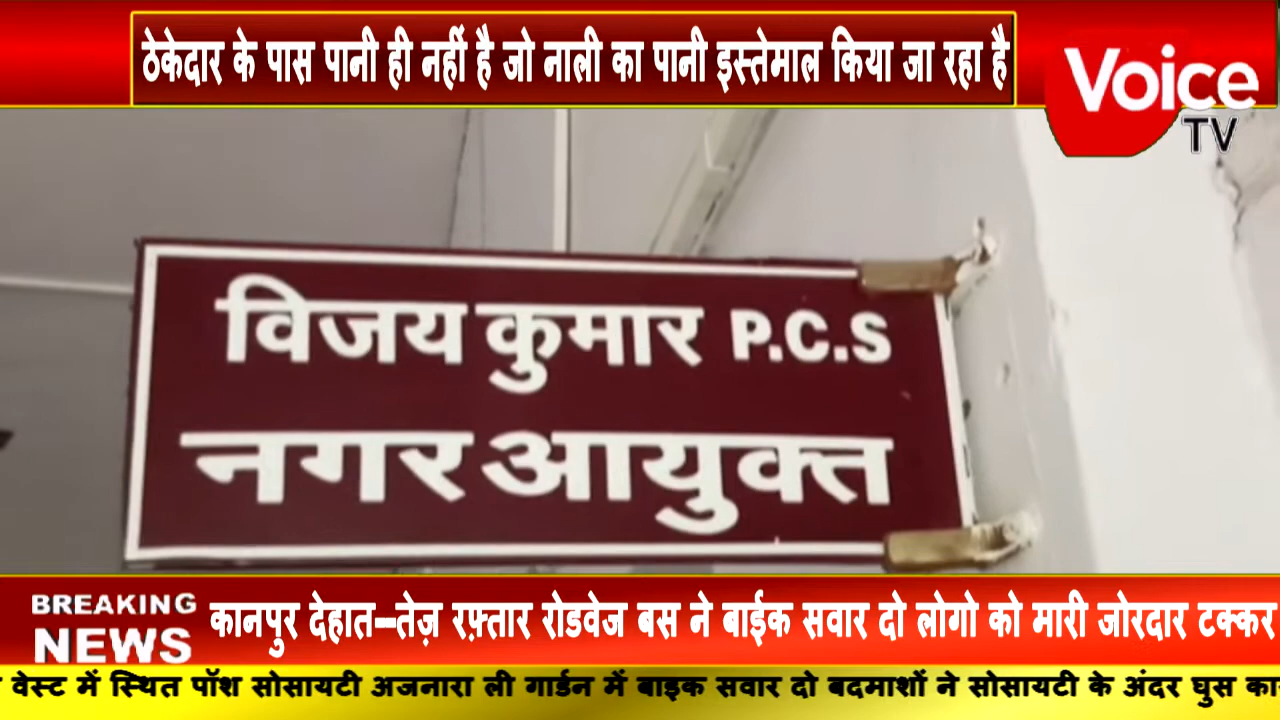 ठेकेदार के पास पानी ही नहीं है जो नाली का पानी इस्तेमाल किया जा रहा है
Voice
TV
विजय कुमार P.C.S
नगर आयुक्त
BREAKING
NEWS
कानपुर देहात–तेज़ रफ़्तार रोडवेज बस ने बाईक सवार दो लोगो को मारी जोरदार टक्कर
वेस्ट में स्थित पॉश सोसायटी अजनारा ली गार्डन में बाइक सवार दो बदमाशों ने सोसायटी के अंदर घुस